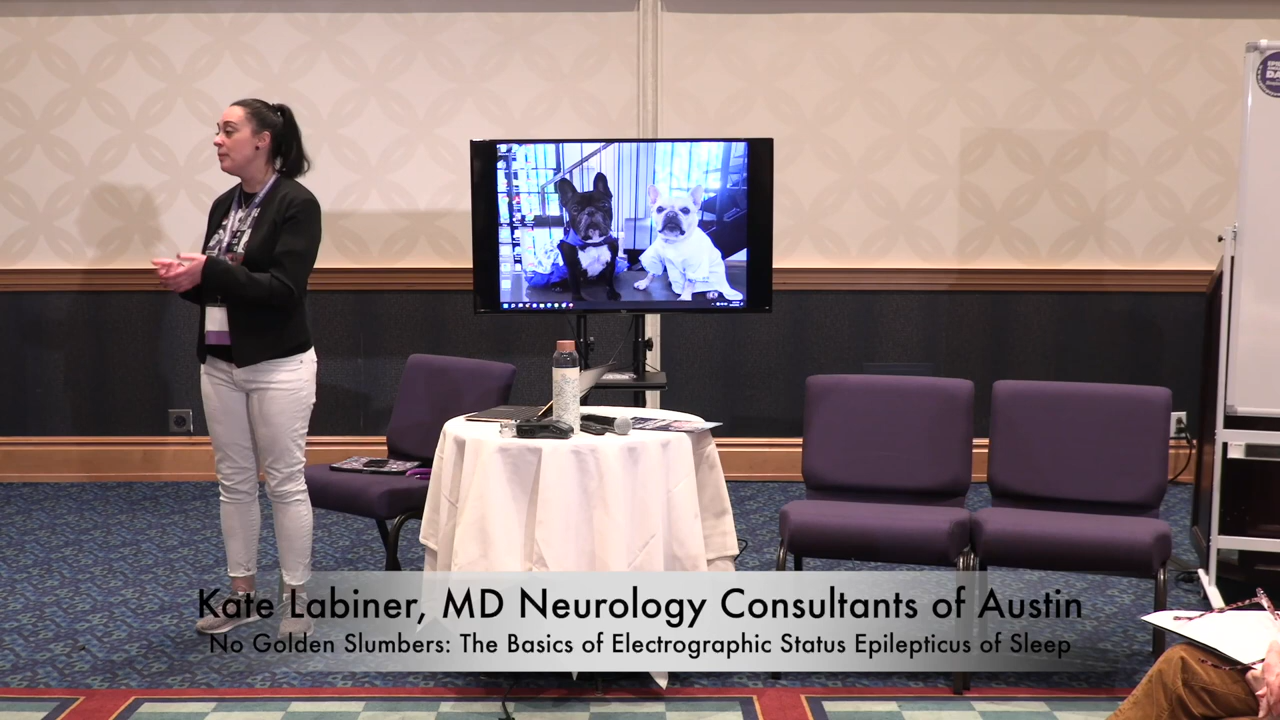 Kate Labiner, MD Neurology Consultants of Austin
No Golden Slumbers: The Basics of Electrographic Status Epilepticus of Sleep